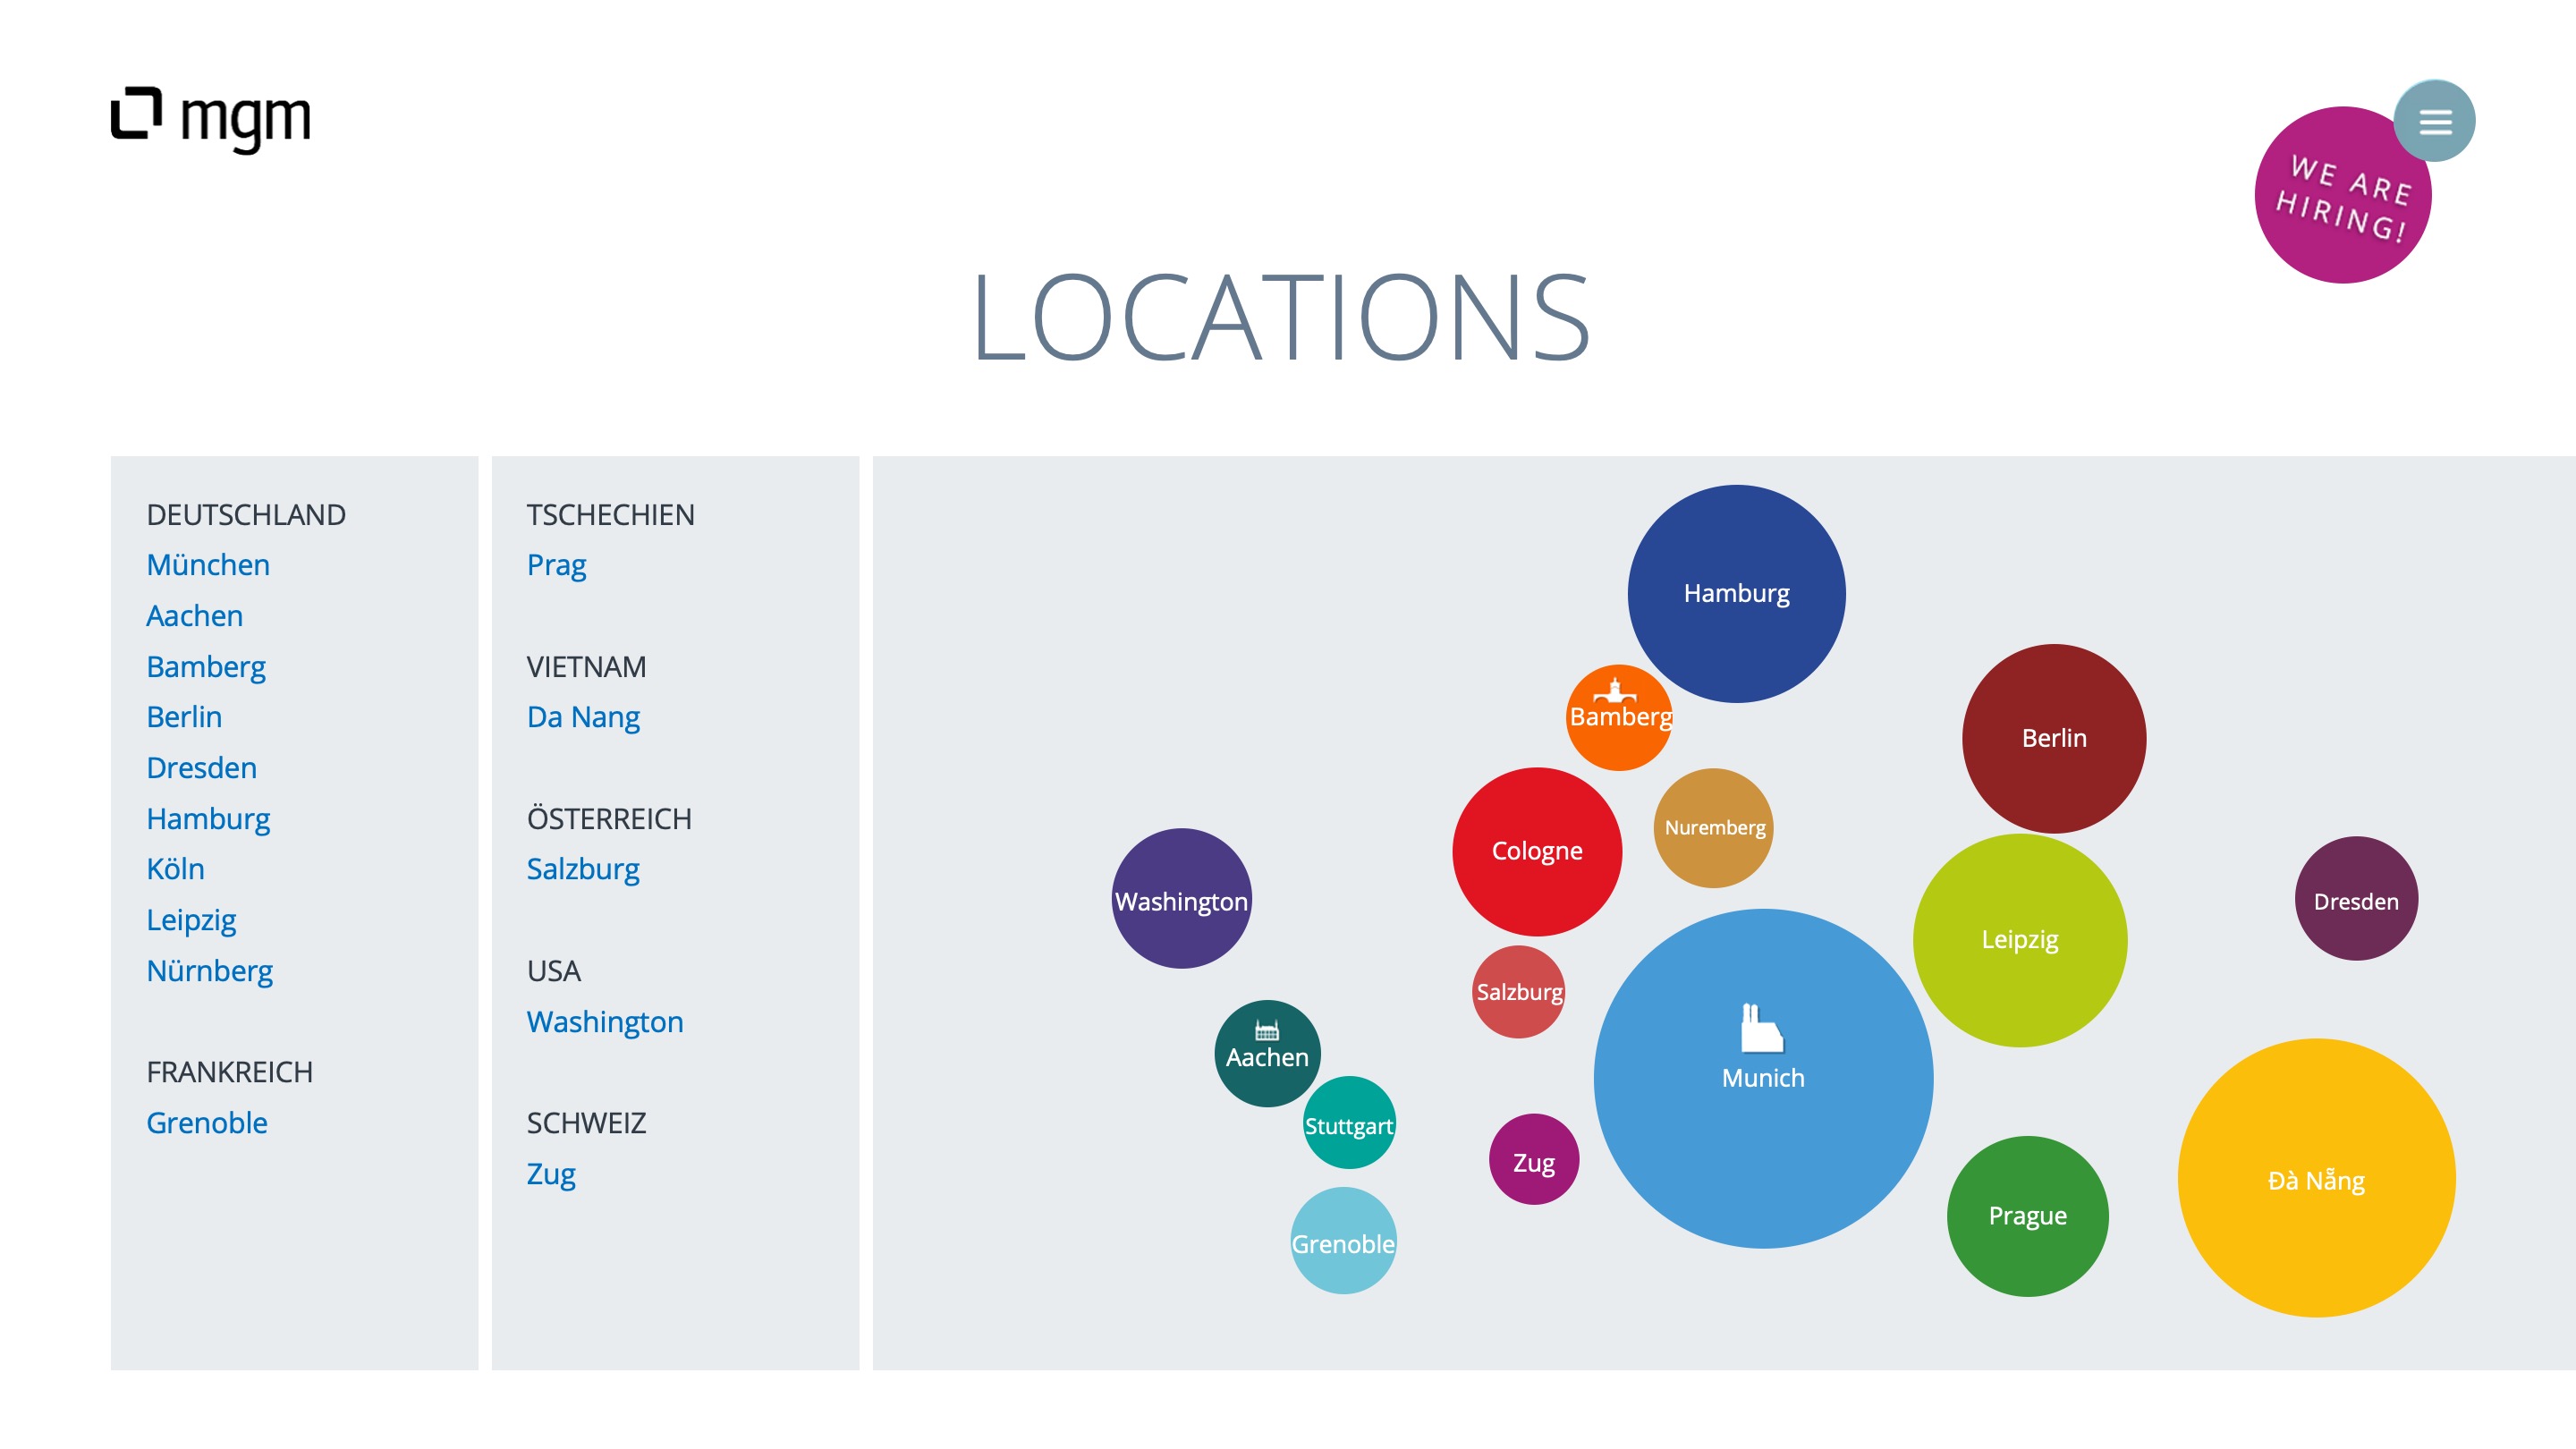 mgm
WE ARE
HIRING!
LOCATIONS
DEUTSCHLAND
München
Aachen
Bamberg
Berlin
Dresden
Hamburg
Köln
Leipzig
Nürnberg
FRANKREICH
Grenoble
TSCHECHIEN
Prag
VIETNAM
Da Nang
ÖSTERREICH
Salzburg
USA
Washington
SCHWEIZ
Zug
Hamburg
Bamberg
Berlin
Nuremberg
Cologne
Washington
Dresden
Leipzig
Salzburg
Aachen
Munich
Stuttgart
Zug
Đà Nẵng
Prague
Grenoble